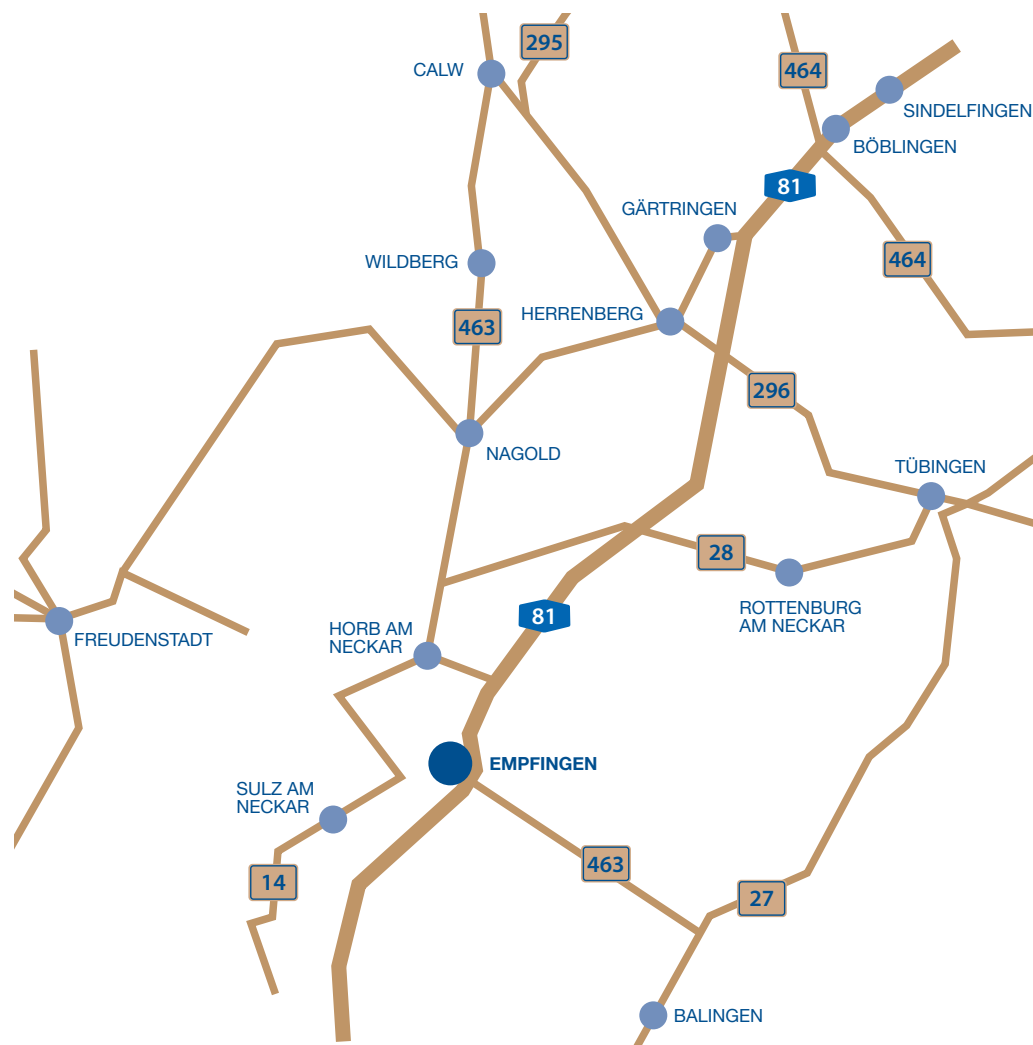 295
CALW
464
SINDELFINGEN
BÖBLINGEN
81
GÄRTRINGEN
WILDBERG
464
HERRENBERG
463
296
NAGOLD
TÜBINGEN
28
ROTTENBURG
AM NECKAR
81
HORB AM
NECKAR
FREUDENSTADT
EMPFINGEN
SULZ AM
NECKAR
463
14
27
BALINGEN